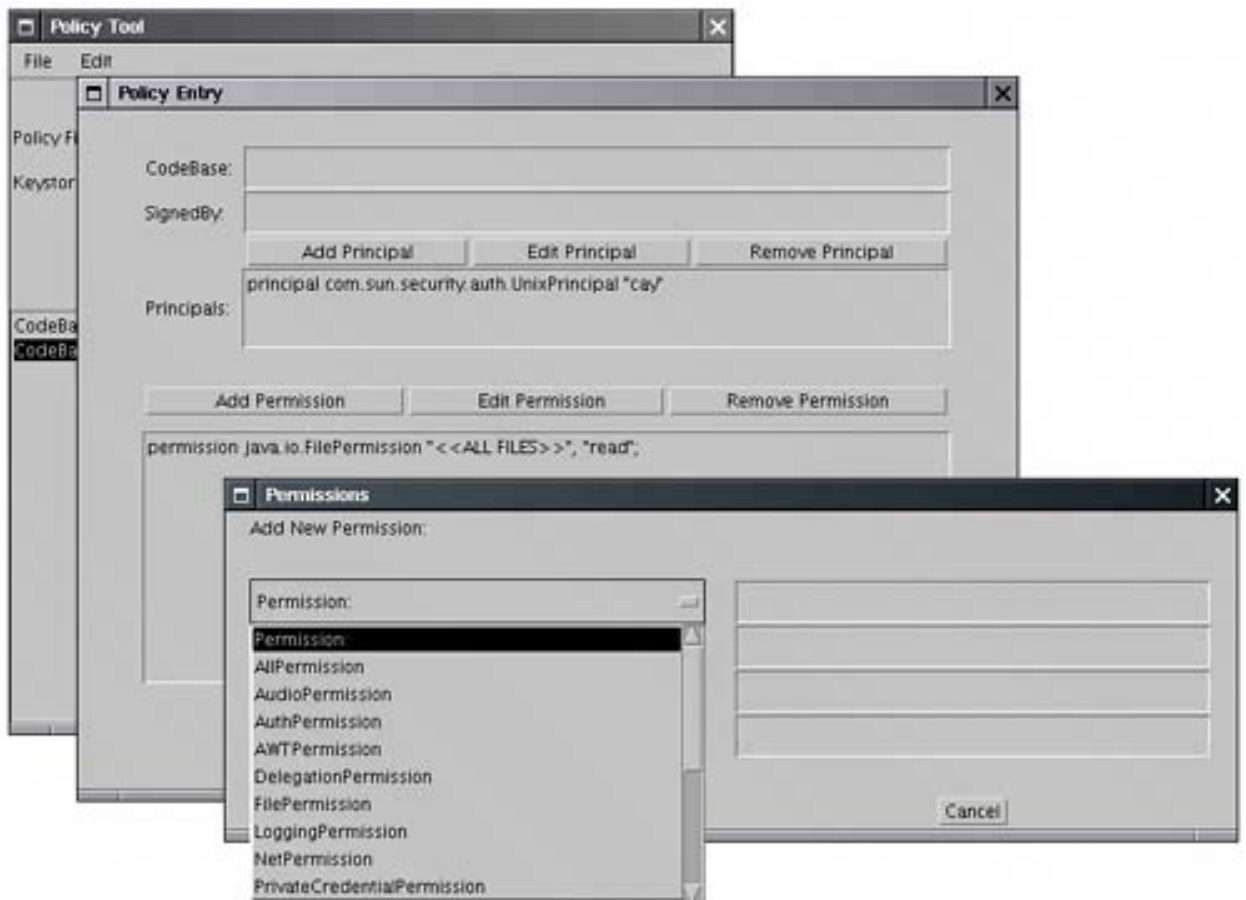 Policy Tool
File Edit
Policy Entry
Policy Fi
Keystor
CodeBase:
SignedBy:
Add Principal Edit Principal Remove Principal
principal com.sun.security.auth.UnixPrincipal "cay"
Principals:
CodeBa
CodeBa
Add Permission Edit Permission Remove Permission
permission java.io.FilePermission "<<ALL FILES>>", "read";
Permissions
Add New Permission:
Permission:
Permission:
AllPermission
AudioPermission
AuthPermission
AWTPermission
DelegationPermission
FilePermission
LoggingPermission
NetPermission
PrivateCredentialPermission
Cancel